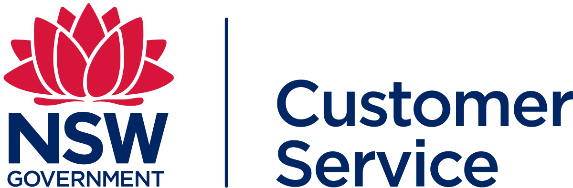 NSW
GOVERNMENT
Customer
Service